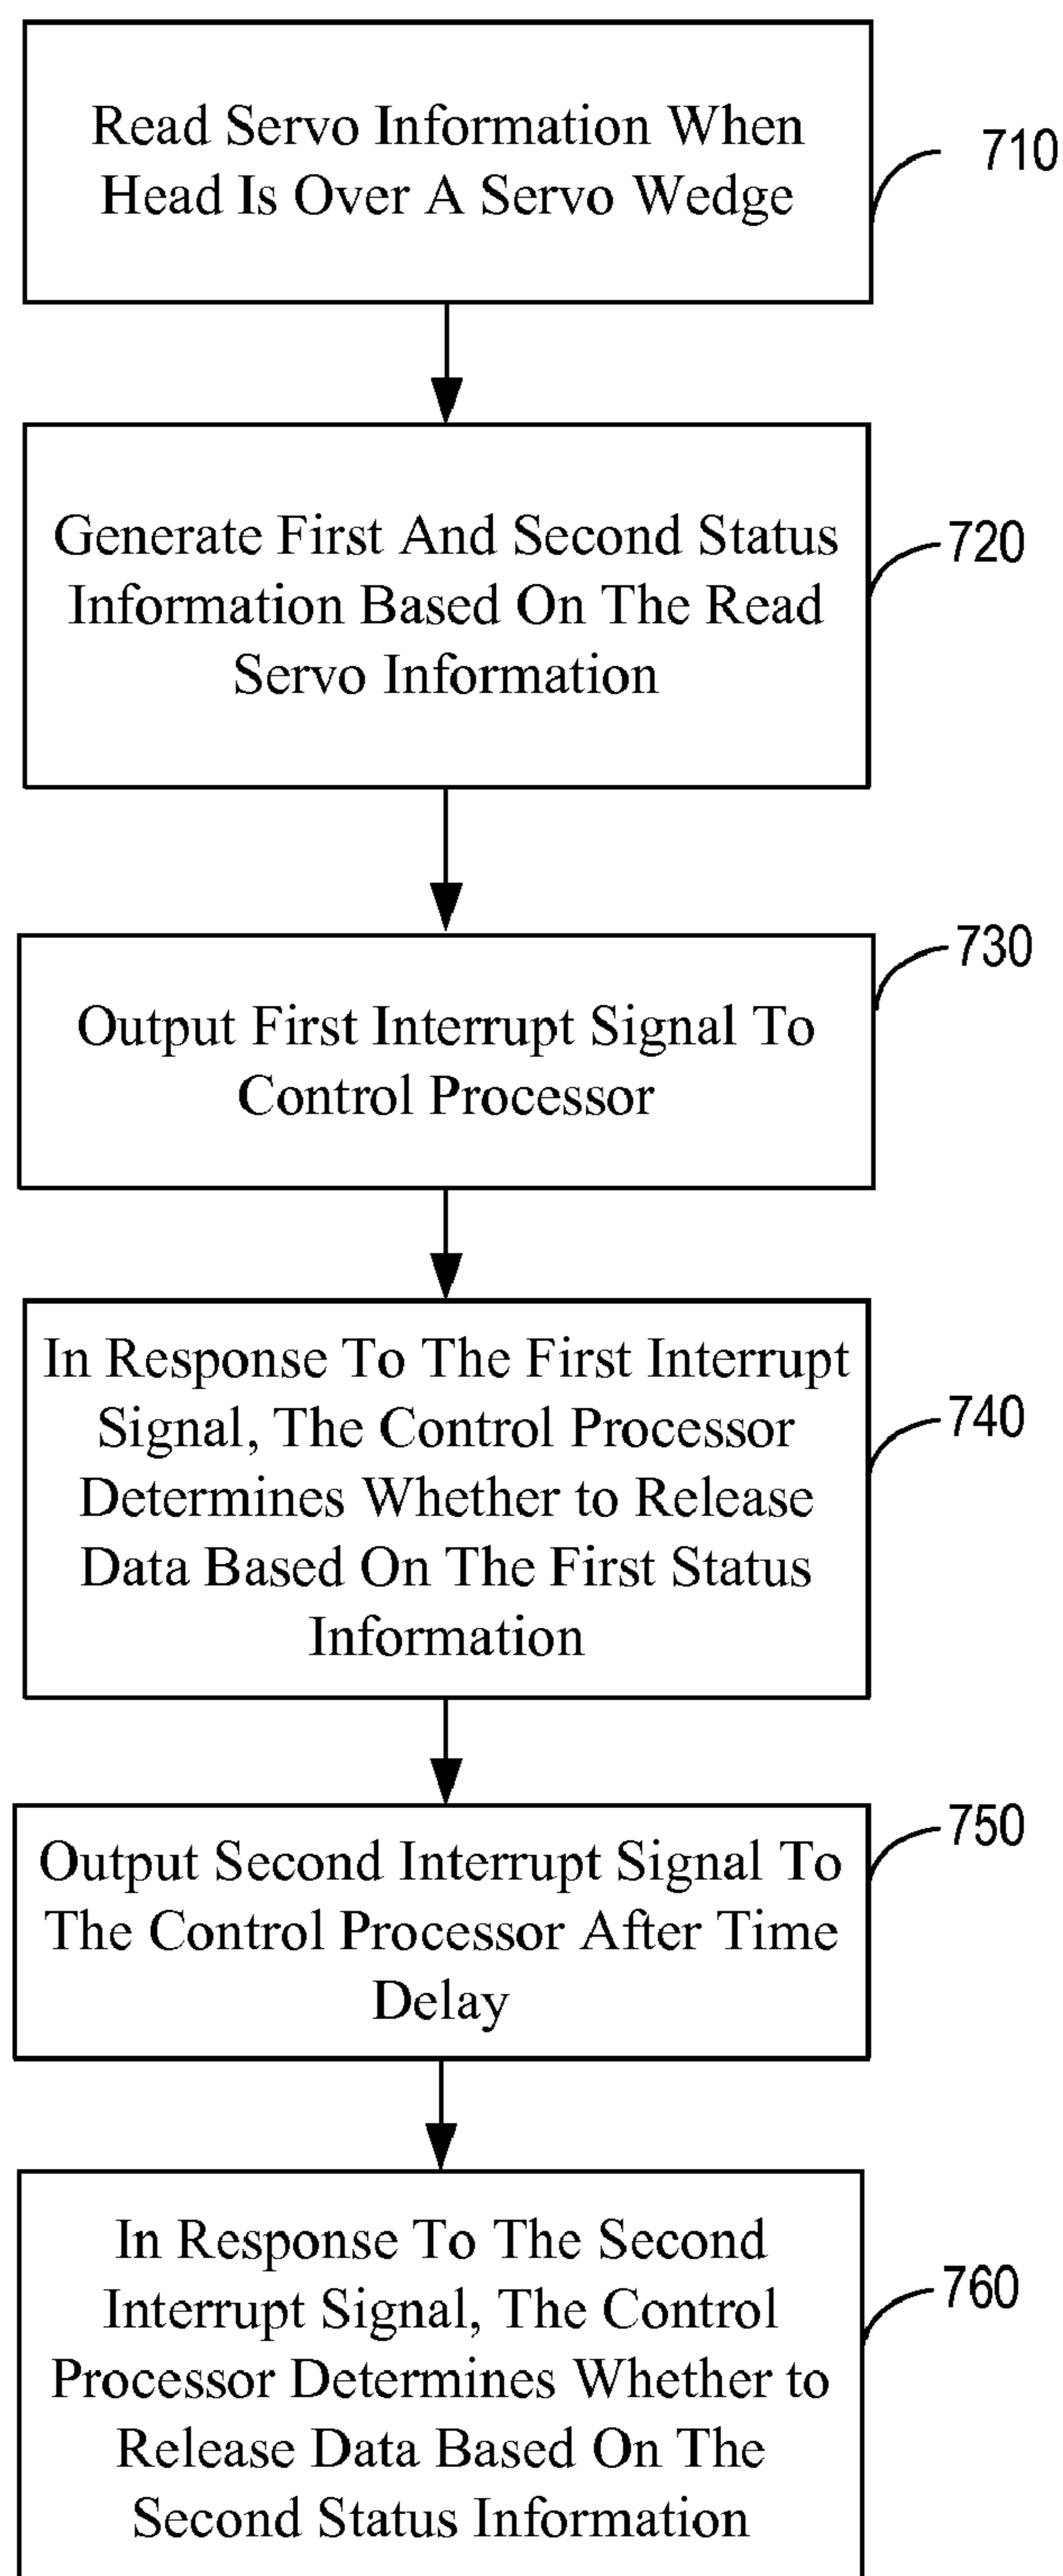 Read Servo Information When
Head Is Over A Servo Wedge
710
Generate First And Second Status
Information Based On The Read
Servo Information
720
Output First Interrupt Signal To
Control Processor
730
In Response To The First Interrupt
Signal, The Control Processor
Determines Whether to Release
Data Based On The First Status
Information
740
Output Second Interrupt Signal To
The Control Processor After Time
Delay
750
In Response To The Second
Interrupt Signal, The Control
Processor Determines Whether to
Release Data Based On The
Second Status Information
760